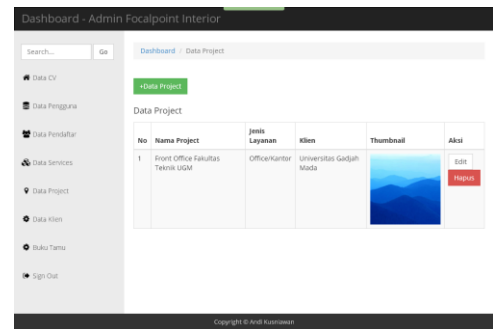 Dashboard - Admin Focalpoint Interior
Search...
Go
Data CV
Data Pengguna
Data Pendaftar
Data Services
Data Project
Data Klien
Buku Tamu
Sign Out
Dashboard / Data Project
+Data Project
Data Project
No Nama Project Jenis Layanan Klien Thumbnail Aksi
1 Front Office Fakultas Teknik UGM Office/Kantor Universitas Gadjah Mada Edit
Hapus
Copyright © Andi Kusniawan